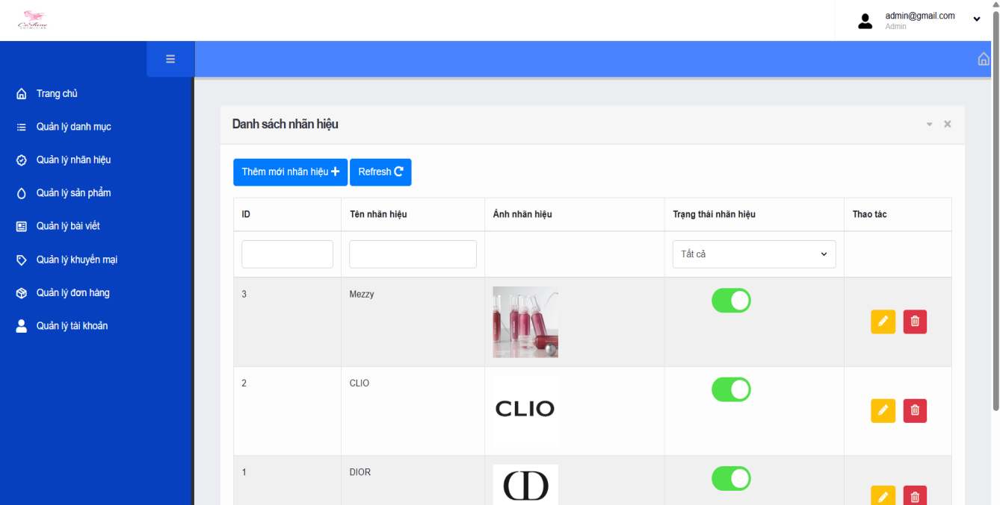 admin@gmail.com
Admin
Trang chủ
Quản lý danh mục
Quản lý nhãn hiệu
Quản lý sản phẩm
Quản lý bài viết
Quản lý khuyến mại
Quản lý đơn hàng
Quản lý tài khoản
Danh sách nhãn hiệu
Thêm mới nhãn hiệu
Refresh
ID
Tên nhãn hiệu
Ảnh nhãn hiệu
Trạng thái nhãn hiệu
Thao tác
Tất cả
3
Mezzy
2
CLIO
CLIO
1
DIOR